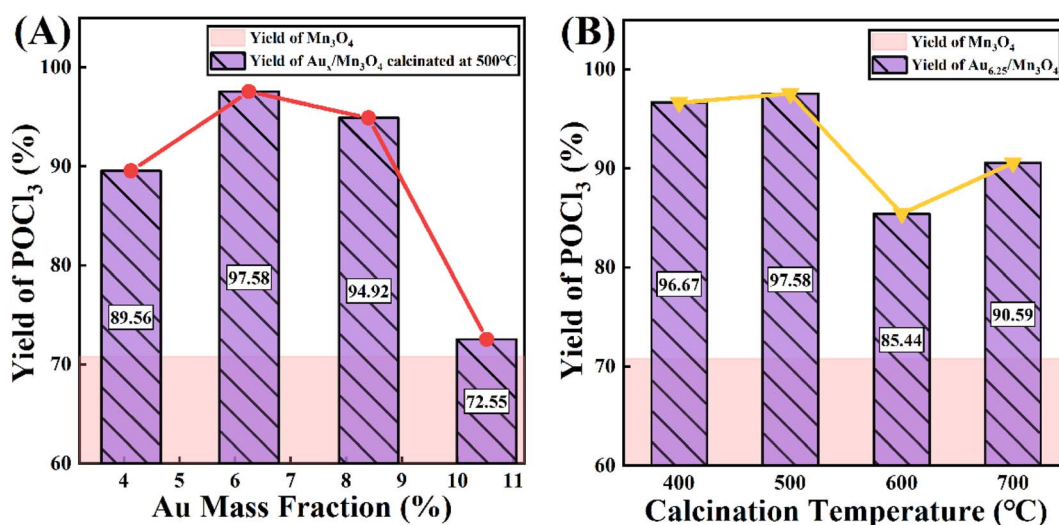 (A)
Yield of Mn₃O₄
Yield of Auₓ/Mn₃O₄ calcinated at 500°C
Yield of POCl₃ (%)
100
90
80
70
60
89.56
97.58
94.92
72.55
4 5 6 7 8 9 10 11
Au Mass Fraction (%)
(B)
Yield of Mn₃O₄
Yield of Au₆.₂₅/Mn₃O₄
Yield of POCl₃ (%)
100
90
80
70
60
96.67
97.58
85.44
90.59
400 500 600 700
Calcination Temperature (°C)